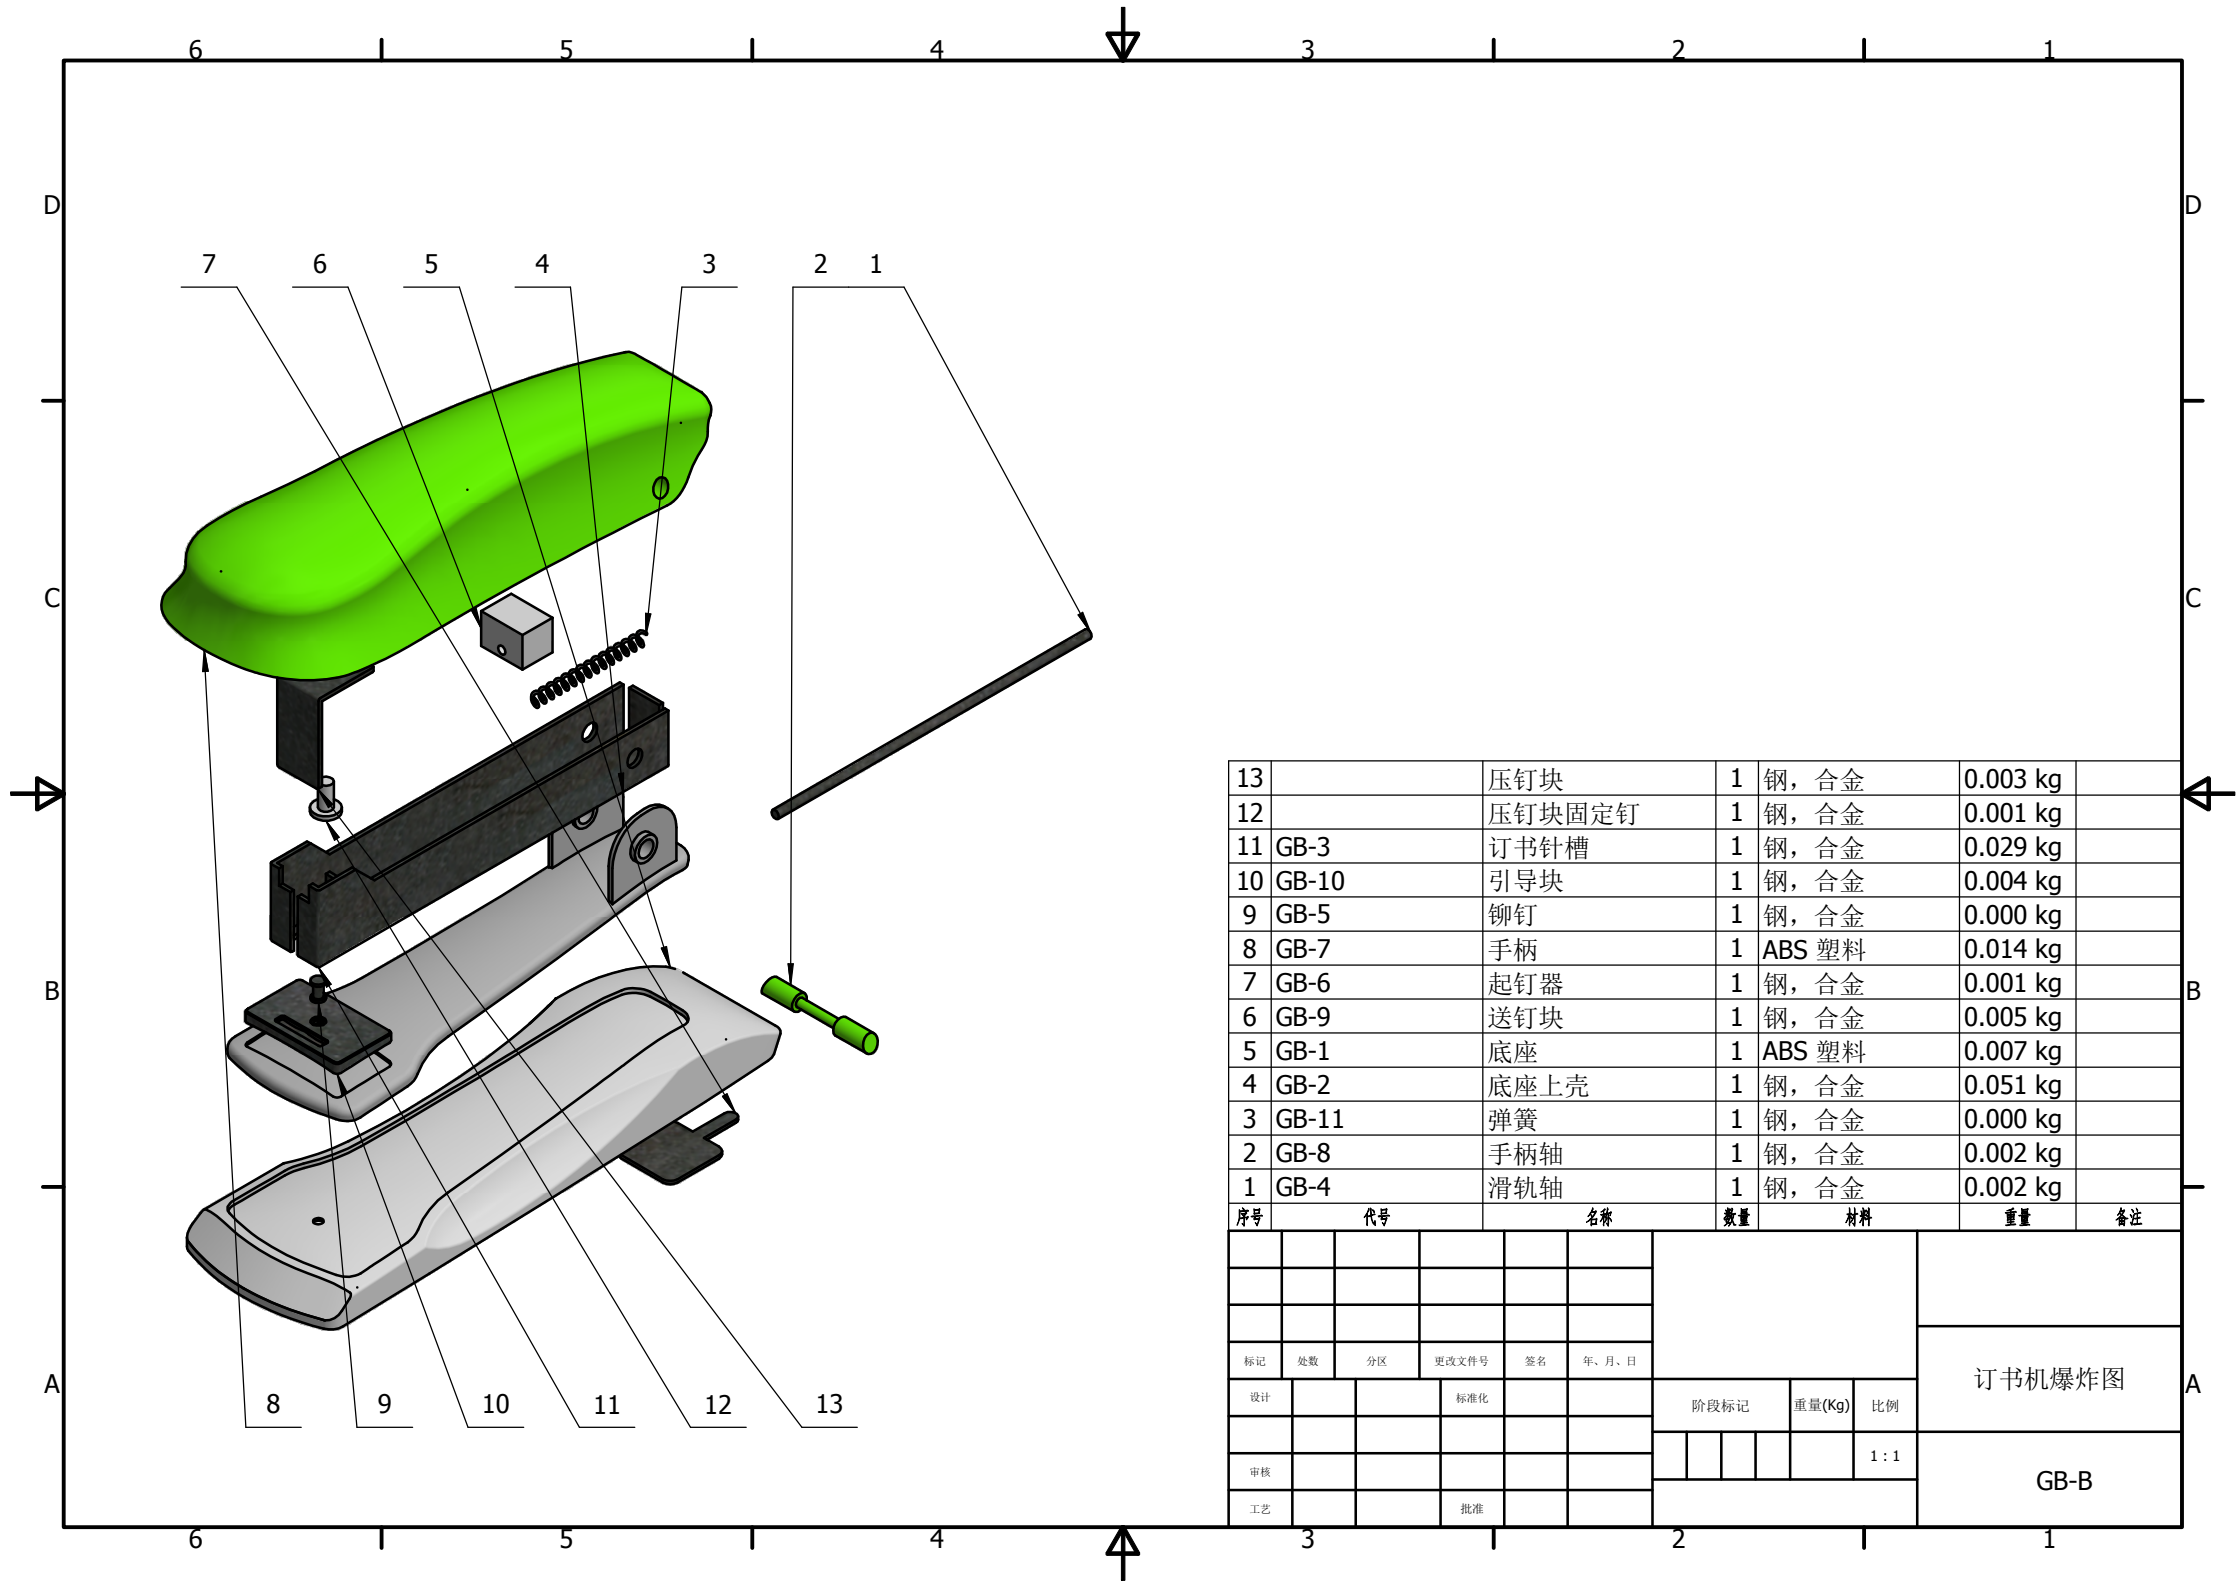 6 5 4 3 2 1
D D
7 6 5 4 3 2 1
C C
13 压钉块 1 钢，合金 0.003 kg
12 压钉块固定钉 1 钢，合金 0.001 kg
11 GB-3 订书针槽 1 钢，合金 0.029 kg
10 GB-10 引导块 1 钢，合金 0.004 kg
9 GB-5 铆钉 1 钢，合金 0.000 kg
8 GB-7 手柄 1 ABS 塑料 0.014 kg
7 GB-6 起钉器 1 钢，合金 0.001 kg
B B
6 GB-9 送钉块 1 钢，合金 0.005 kg
5 GB-1 底座 1 ABS 塑料 0.007 kg
4 GB-2 底座上壳 1 钢，合金 0.051 kg
3 GB-11 弹簧 1 钢，合金 0.000 kg
2 GB-8 手柄轴 1 钢，合金 0.002 kg
1 GB-4 滑轨轴 1 钢，合金 0.002 kg
序号 代号 名称 数量 材料 重量 备注
标记 处数 分区 更改文件号 签名 年、月、日
订书机爆炸图
A A
设计 标准化
阶段标记 重量(Kg) 比例
8 9 10 11 12 13
1 : 1
审核
GB-B
工艺 批准
6 5 4 3 2 1